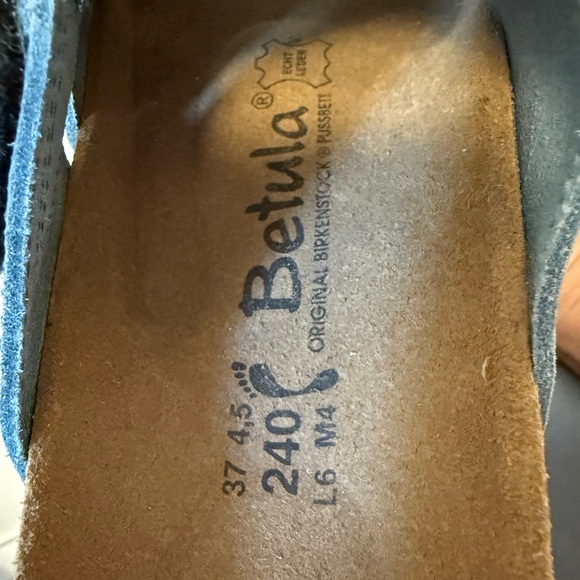 ECHT
LEDER
Betula®
ORIGINAL BIRKENSTOCK® FUSSBETT
37 4,5
240
L6 M4